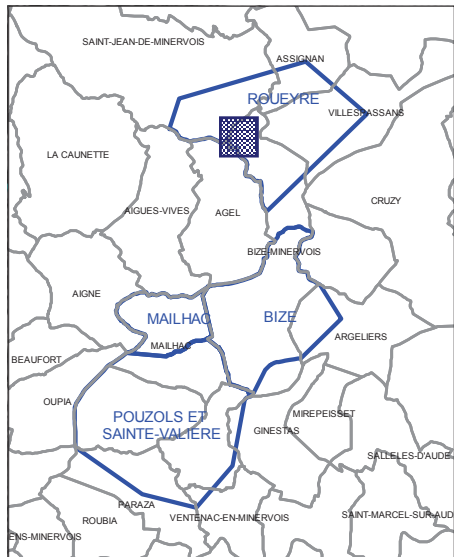 SAINT-JEAN-DE-MINERVOIS
ASSIGNAN
ROUEYRE
VILLESPASSANS
LA CAUNETTE
CRUZY
AIGUES-VIVES
AGEL
BIZE-MINERVOIS
AIGNE
MAILHAC
BIZE
MAILHAC
ARGELIERS
BEAUFORT
OUPIA
POUZOLS ET
SAINTE-VALIERE
MIREPEISSET
GINESTAS
SALLELES-D'AUDE
PARAZA
ROUBIA
VENTENAC-EN-MINERVOIS
SAINT-MARCEL-SUR-AUD
ENS-MINERVOIS